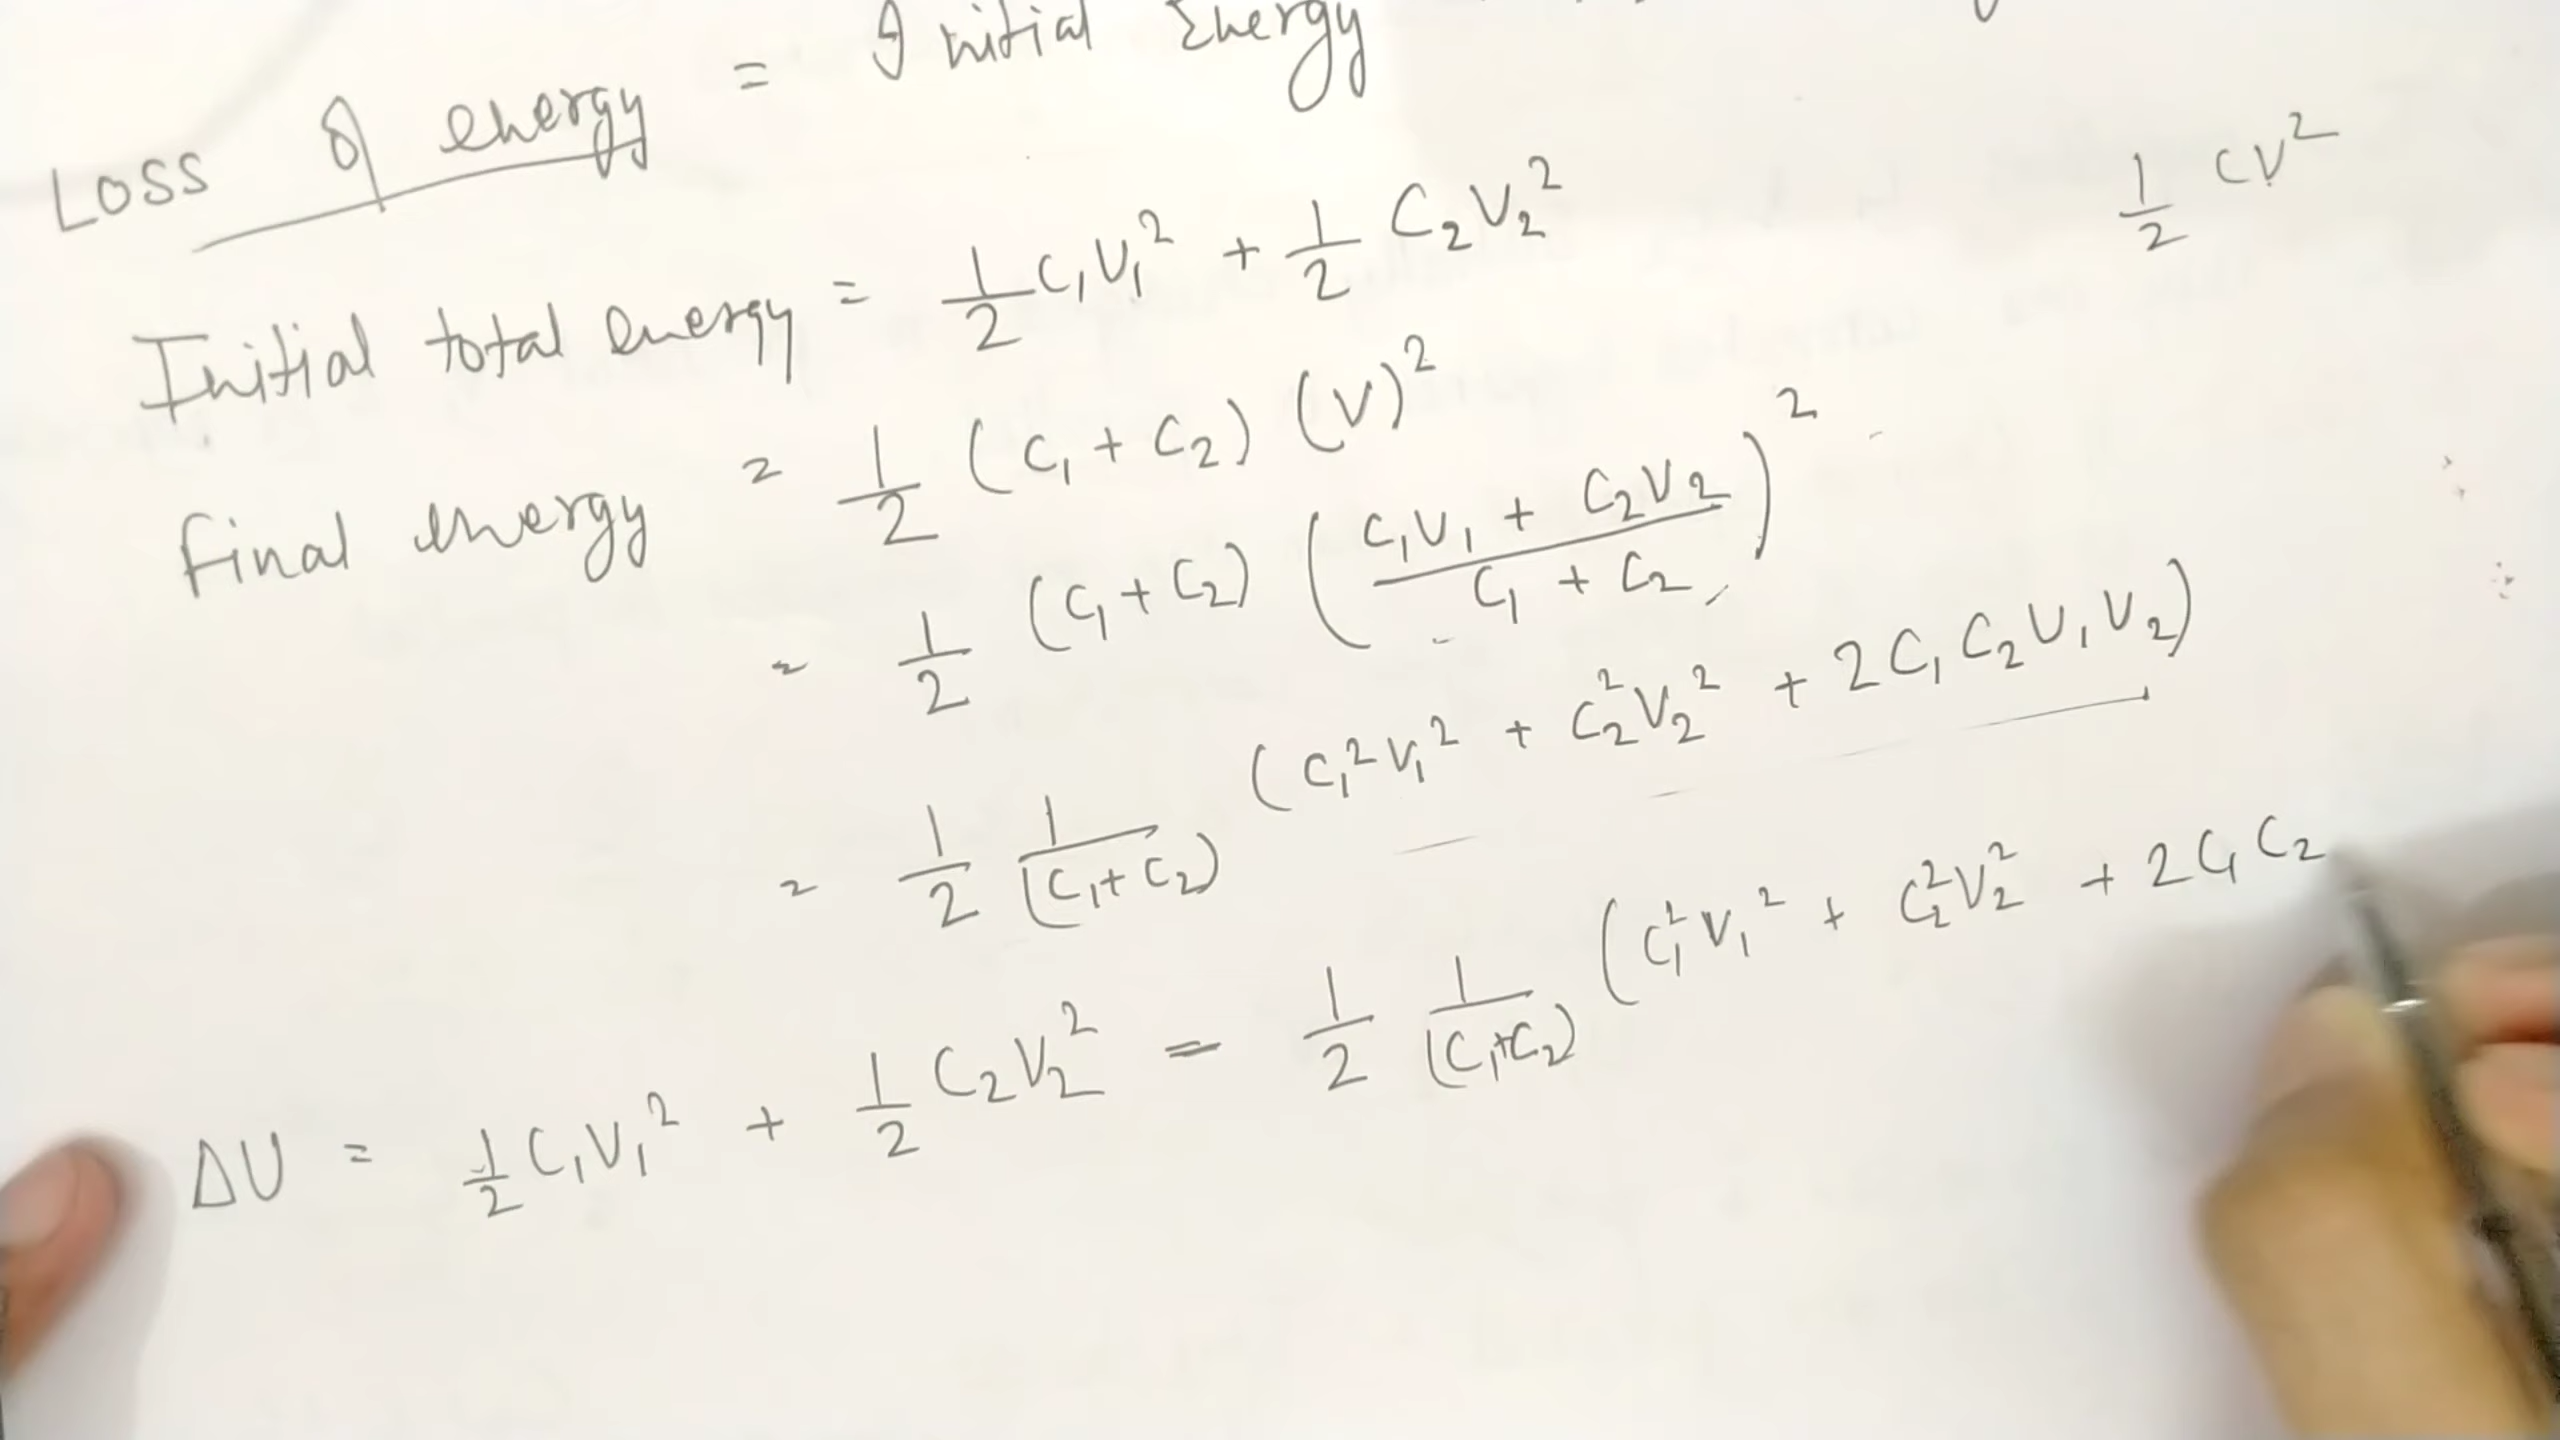 Loss of energy = Initial Energy
½ CV²
Initial total energy = ½ C₁V₁² + ½ C₂V₂²
final energy = ½ (C₁ + C₂) (V)²
= ½ (C₁ + C₂) ((C₁V₁ + C₂V₂)/(C₁ + C₂))²
= ½ 1/(C₁ + C₂) (C₁²V₁² + C₂²V₂² + 2C₁C₂V₁V₂)
ΔU = ½ C₁V₁² + ½ C₂V₂² − ½ 1/(C₁+C₂) (C₁²V₁² + C₂²V₂² + 2C₁C₂